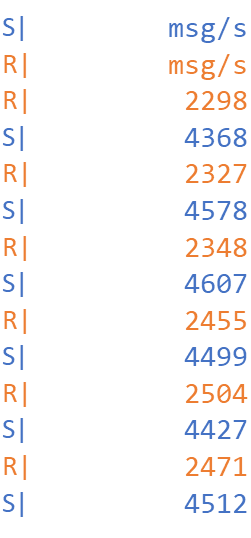 S| msg/s
R| msg/s
R| 2298
S| 4368
R| 2327
S| 4578
R| 2348
S| 4607
R| 2455
S| 4499
R| 2504
S| 4427
R| 2471
S| 4512